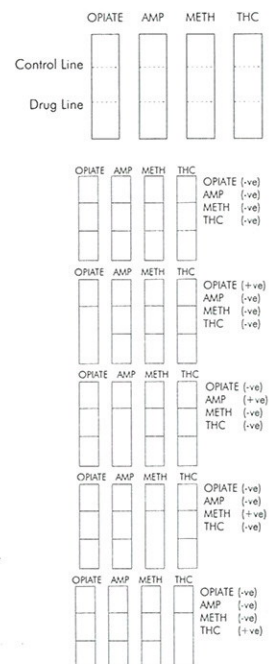 OPIATE AMP METH THC
Control Line
Drug Line
OPIATE AMP METH THC
OPIATE (-ve)
AMP (-ve)
METH (-ve)
THC (-ve)
OPIATE AMP METH THC
OPIATE (+ve)
AMP (-ve)
METH (-ve)
THC (-ve)
OPIATE AMP METH THC
OPIATE (-ve)
AMP (+ve)
METH (-ve)
THC (-ve)
OPIATE AMP METH THC
OPIATE (-ve)
AMP (-ve)
METH (+ve)
THC (-ve)
OPIATE AMP METH THC
OPIATE (-ve)
AMP (-ve)
METH (-ve)
THC (+ve)